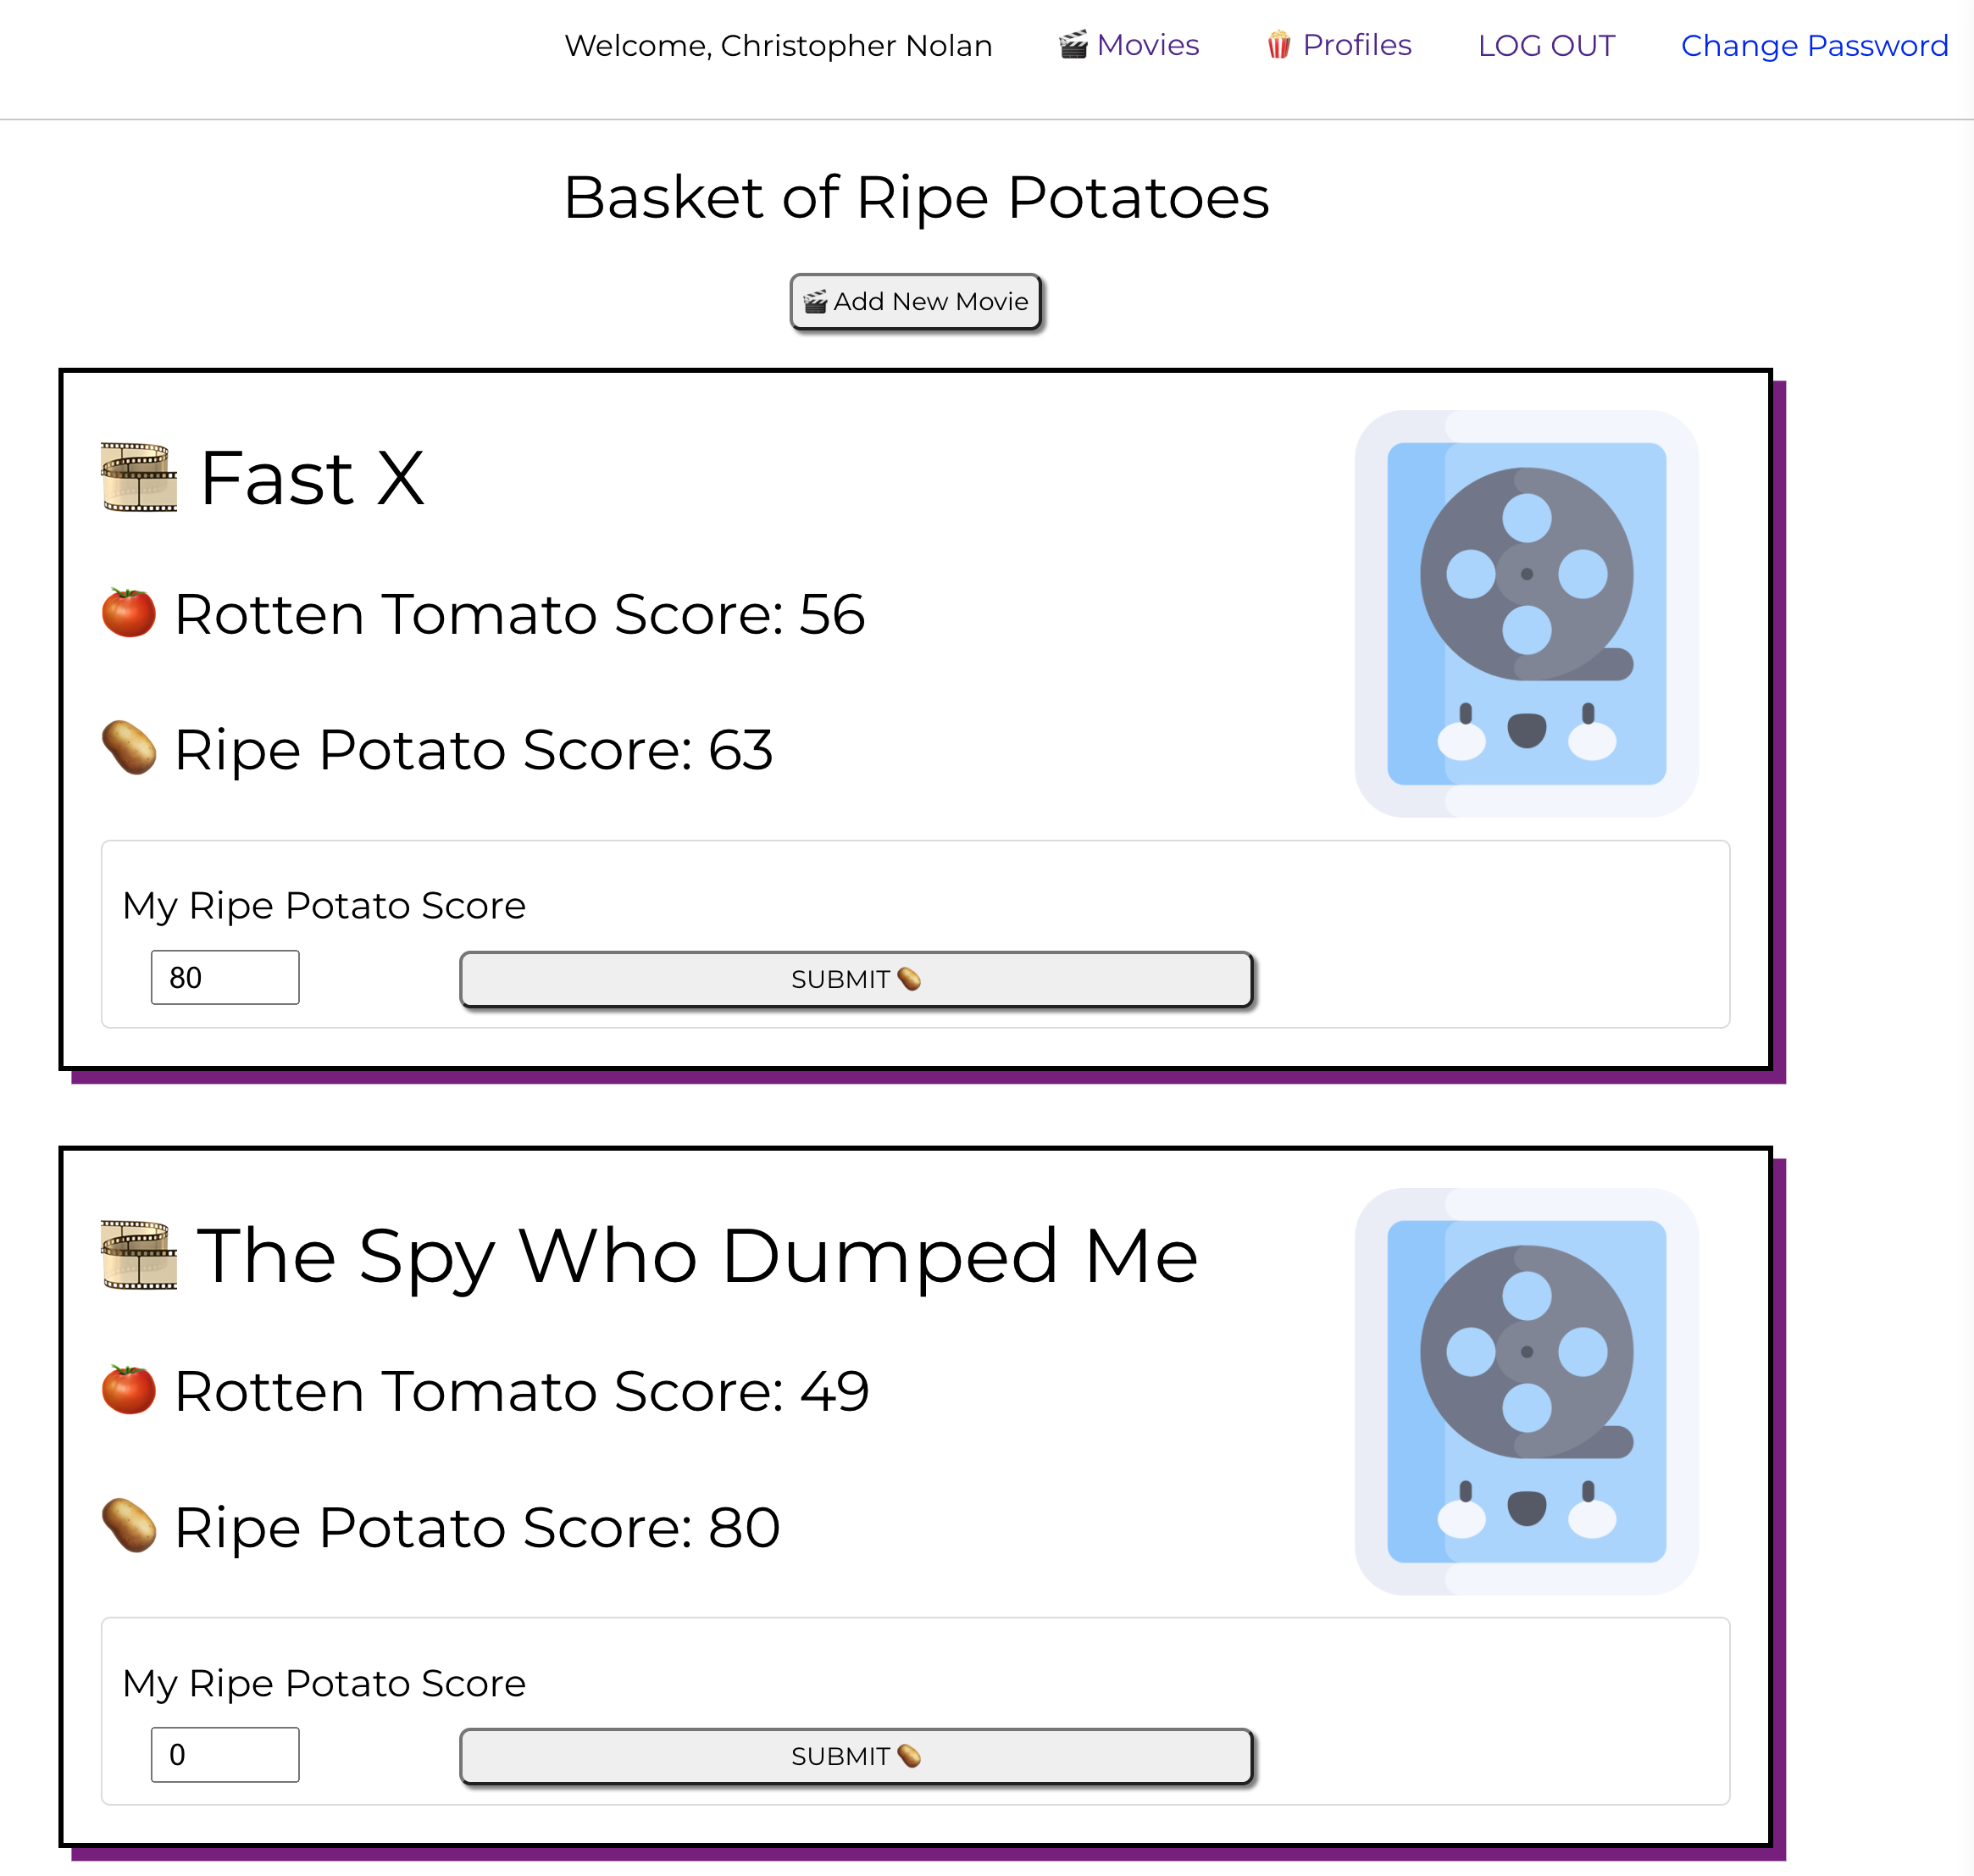 Welcome, Christopher Nolan 🎬 Movies 🍿 Profiles LOG OUT Change Password
Basket of Ripe Potatoes
🎬 Add New Movie
🎞️ Fast X
🍅 Rotten Tomato Score: 56
🥔 Ripe Potato Score: 63
My Ripe Potato Score
80 SUBMIT 🥔
🎞️ The Spy Who Dumped Me
🍅 Rotten Tomato Score: 49
🥔 Ripe Potato Score: 80
My Ripe Potato Score
0 SUBMIT 🥔